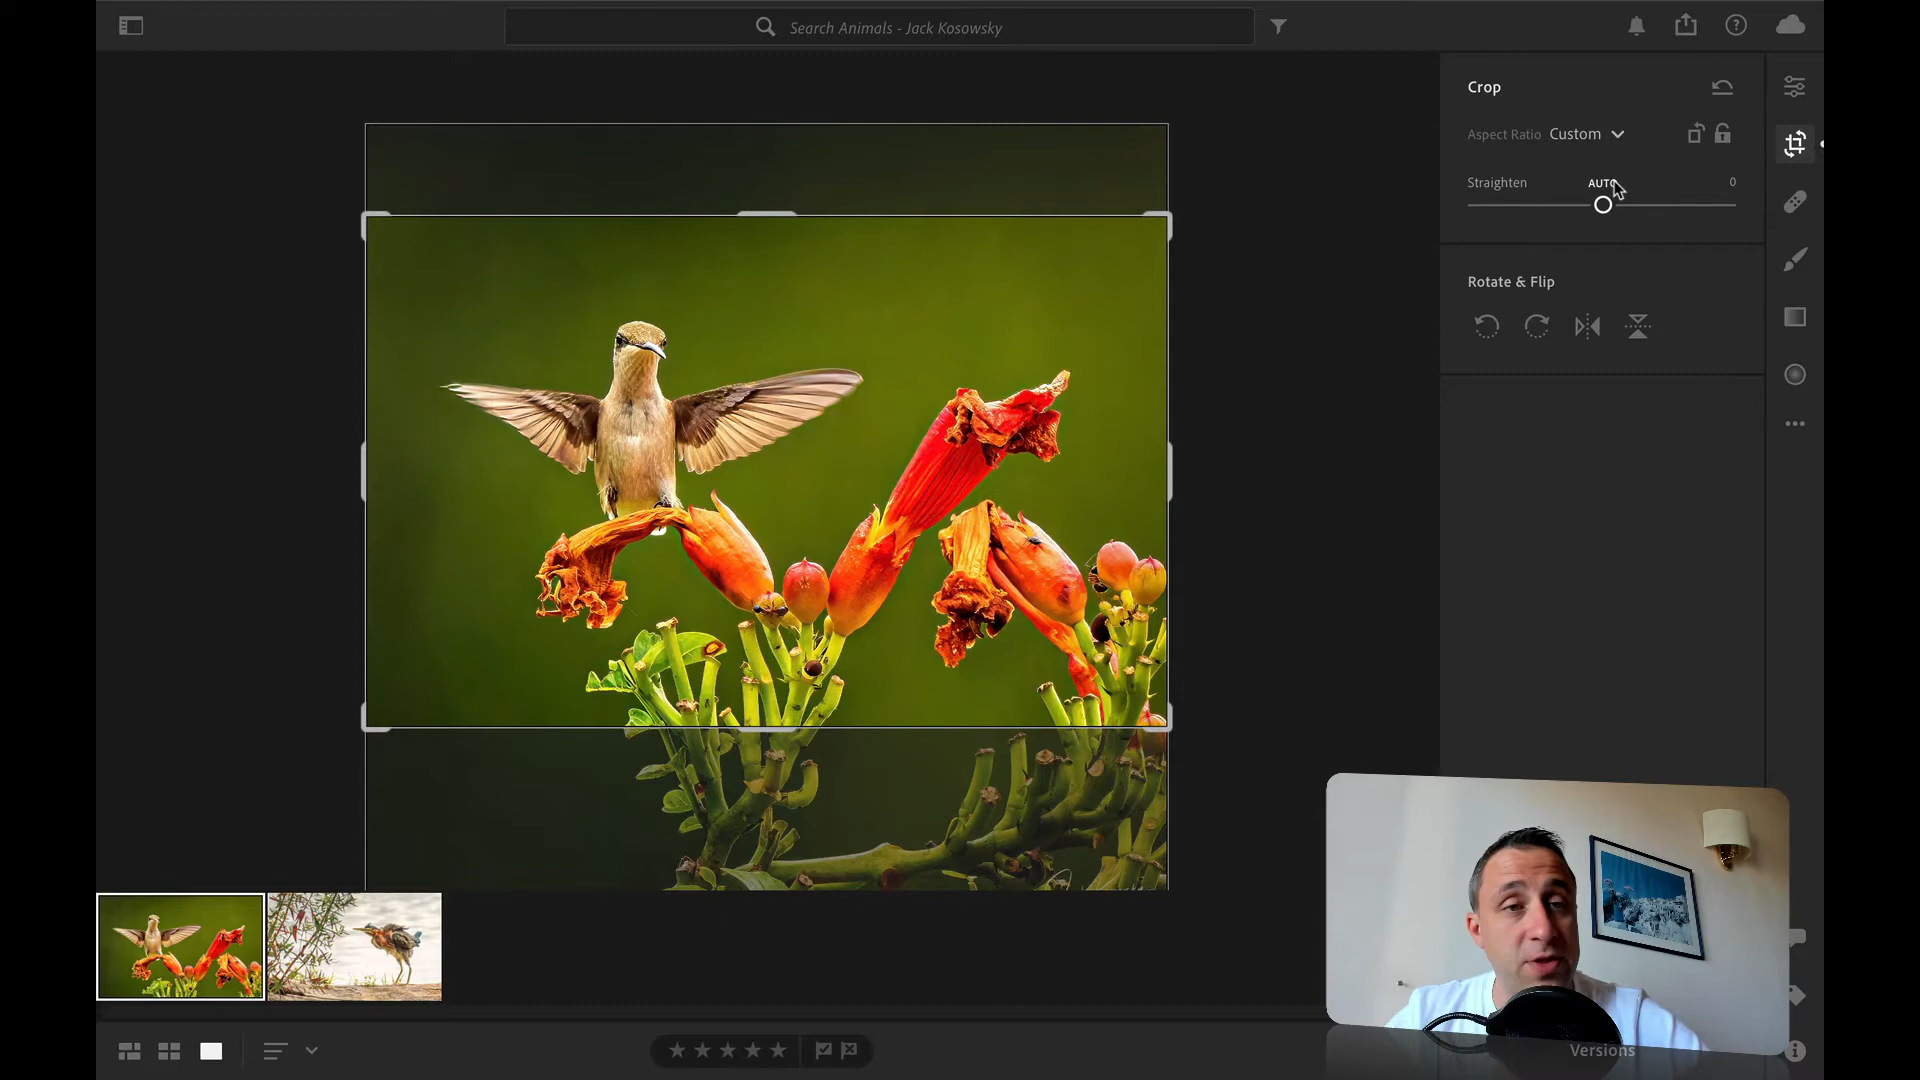 Search Animals - Jack Kosowsky
Crop
Aspect Ratio Custom
Straighten AUTO 0
Rotate & Flip
Versions